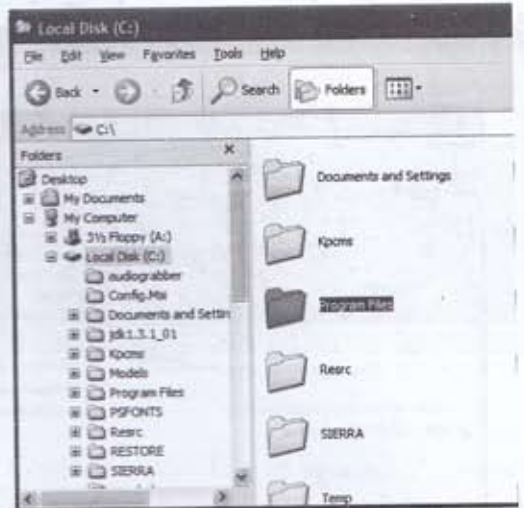 Local Disk (C:)
File Edit View Favorites Tools Help
Back Search Folders
Address C:\
Folders x
Desktop
My Documents
My Computer
3½ Floppy (A:)
Local Disk (C:)
audiograbber
Config.Msi
Documents and Settin
jdk1.3.1_01
Kpcms
Models
Program Files
PSFONTS
Resrc
RESTORE
SIERRA
Documents and Settings
Kpcms
Program Files
Resrc
SIERRA
Temp